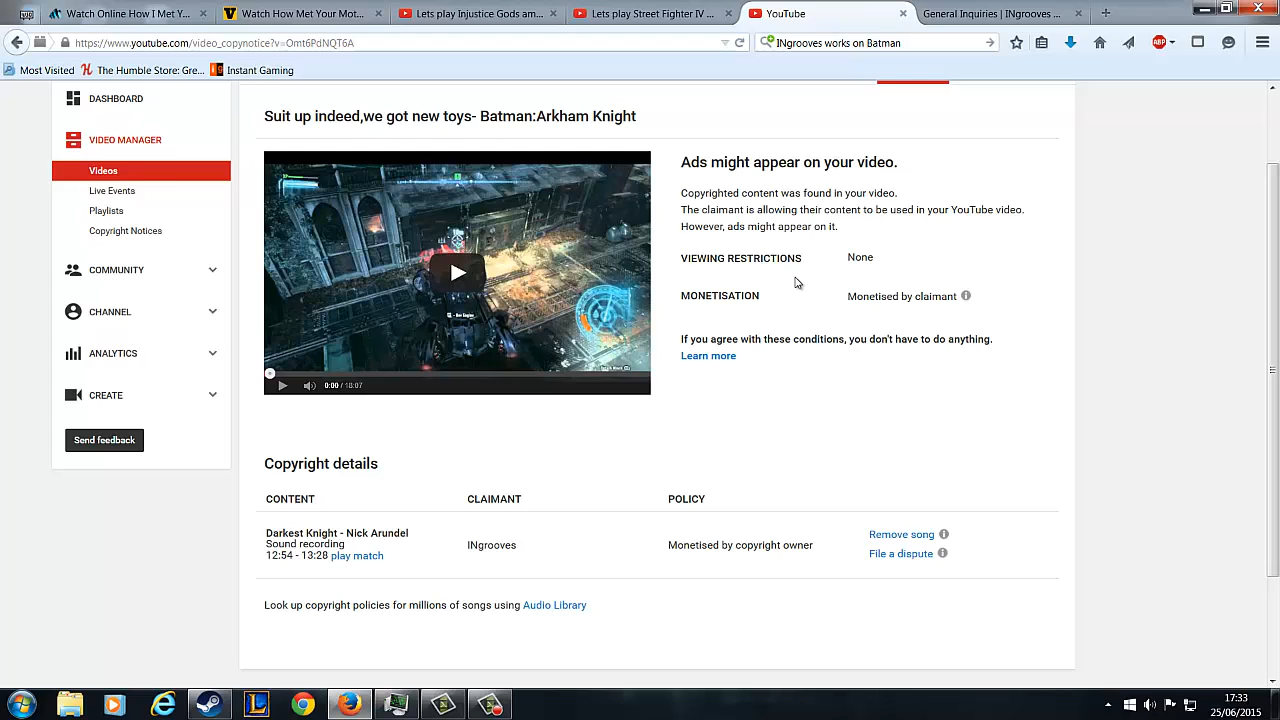 Watch Online How I Met Y...
Watch How Met Your Mot...
Lets play Injustice Gods am...
Lets play Street Fighter IV ...
YouTube
General Inquiries | INgrooves ...
https://www.youtube.com/video_copynotice?v=Omt6PdNQT6A
INgrooves works on Batman
ABP
Most Visited
The Humble Store: Gre...
Instant Gaming
DASHBOARD
VIDEO MANAGER
Videos
Live Events
Playlists
Copyright Notices
COMMUNITY
CHANNEL
ANALYTICS
CREATE
Send feedback
Suit up indeed,we got new toys- Batman:Arkham Knight
0:00 / 18:07
Ads might appear on your video.
Copyrighted content was found in your video.
The claimant is allowing their content to be used in your YouTube video.
However, ads might appear on it.
VIEWING RESTRICTIONS None
MONETISATION Monetised by claimant
If you agree with these conditions, you don't have to do anything.
Learn more
Copyright details
CONTENT CLAIMANT POLICY
Darkest Knight - Nick Arundel
Sound recording
12:54 - 13:28 play match
INgrooves
Monetised by copyright owner
Remove song
File a dispute
Look up copyright policies for millions of songs using Audio Library
17:33
25/06/2015